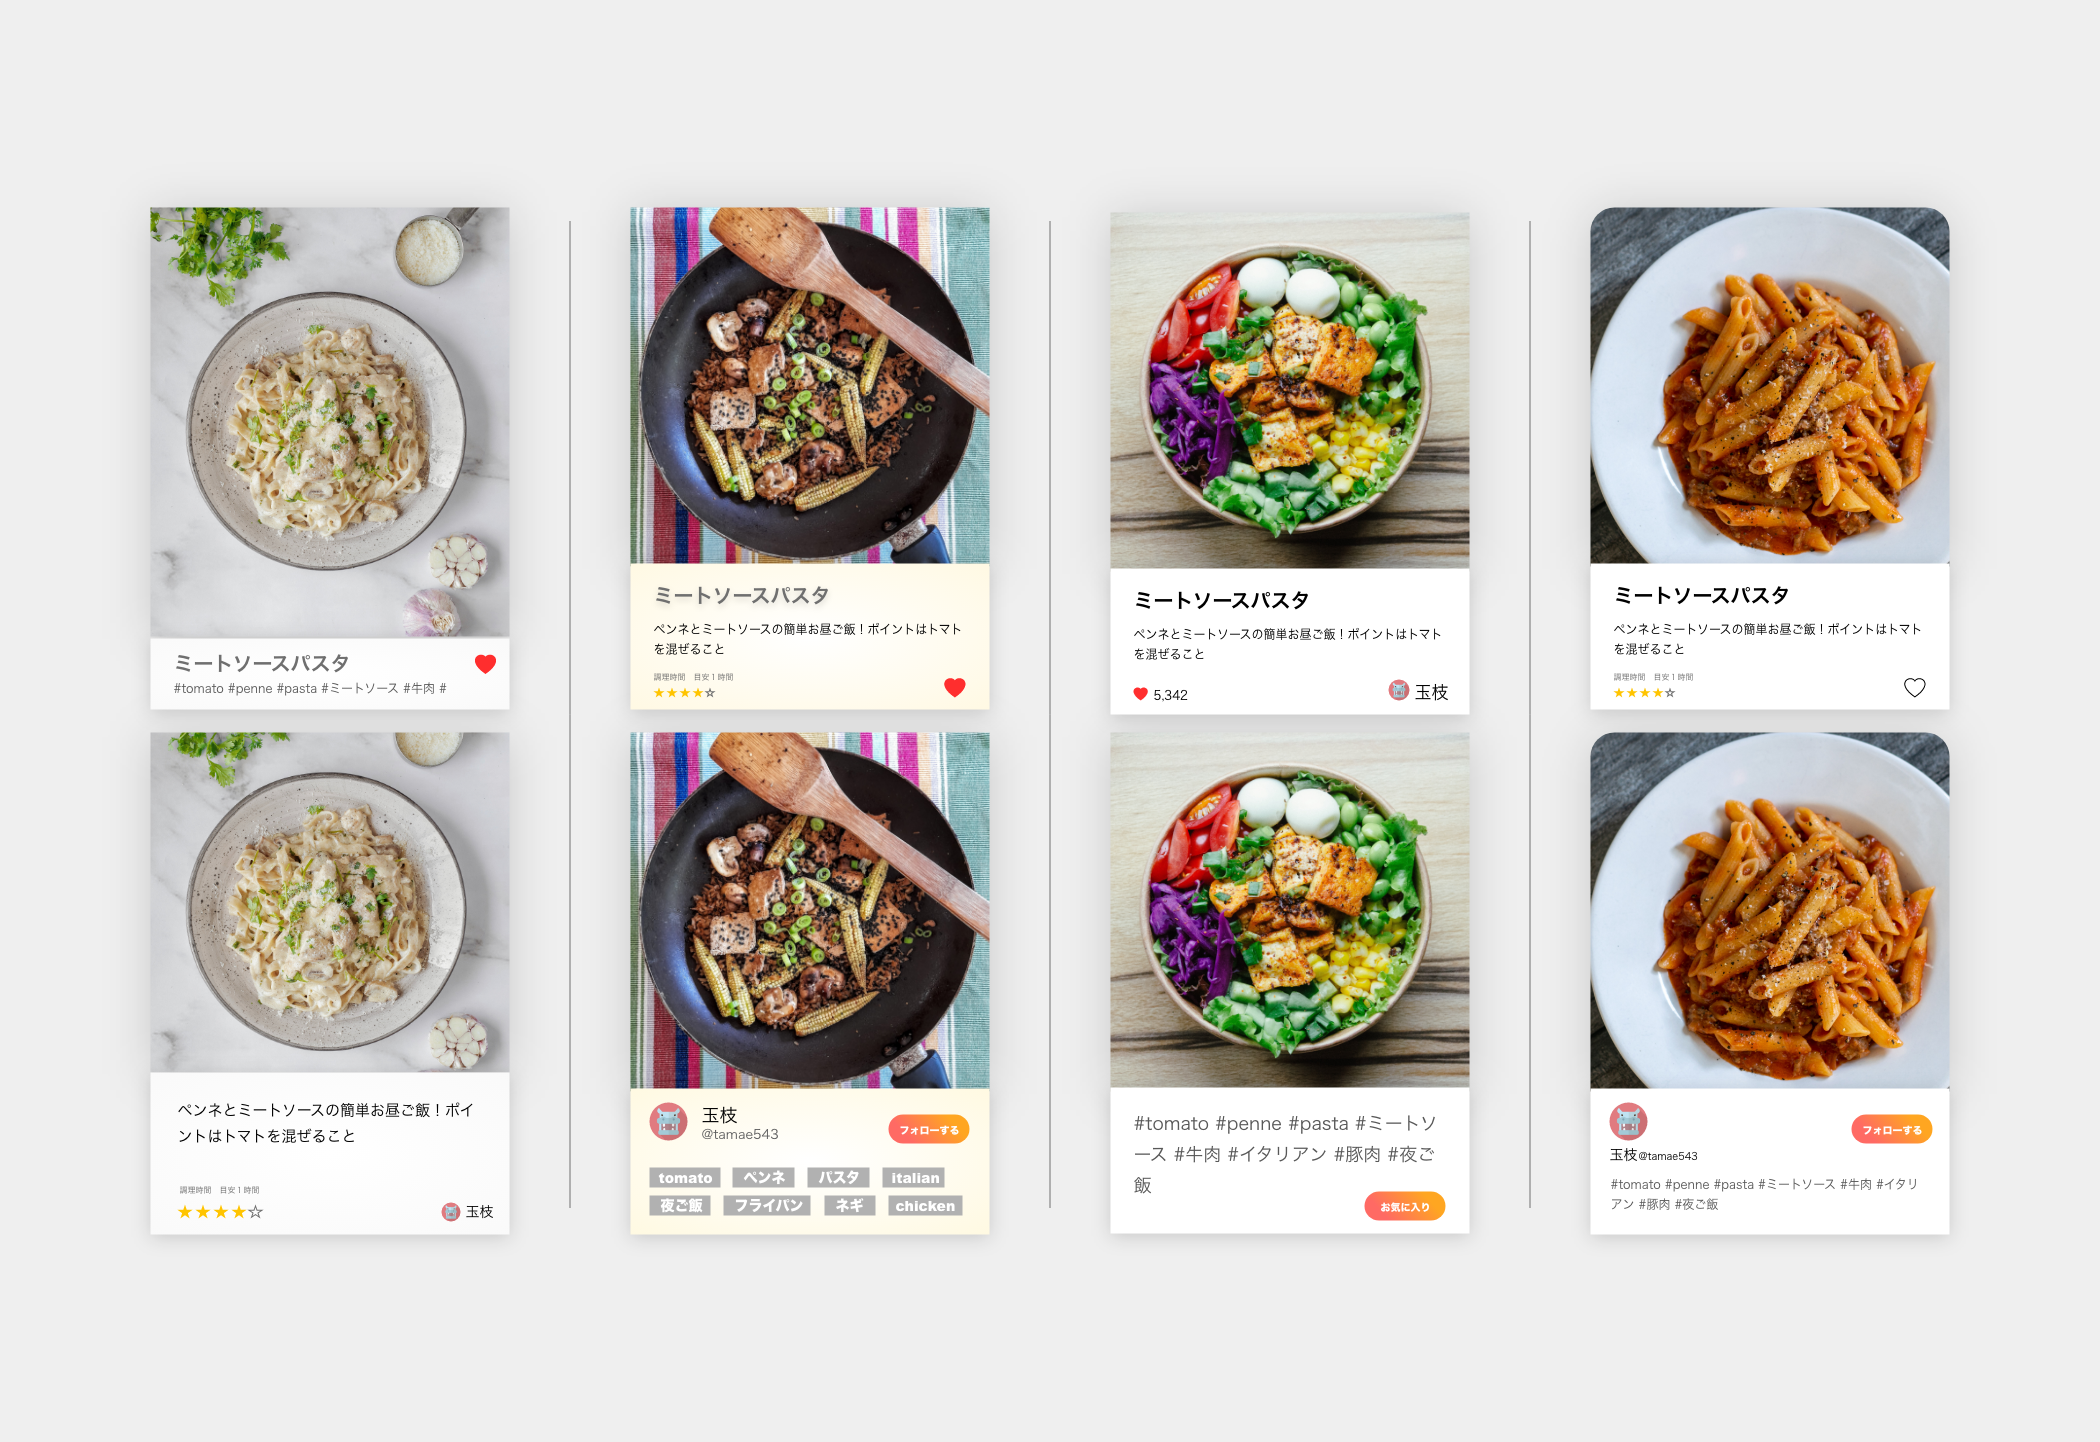 ミートソースパスタ
#tomato #penne #pasta #ミートソース #牛肉 #
ペンネとミートソースの簡単お昼ご飯！ポイ
ントはトマトを混ぜること
調理時間 目安１時間
★★★★☆
玉枝
ミートソースパスタ
ペンネとミートソースの簡単お昼ご飯！ポイントはトマト
を混ぜること
調理時間 目安１時間
★★★★☆
玉枝
@tamae543
フォローする
tomato ペンネ パスタ italian
夜ご飯 フライパン ネギ chicken
ミートソースパスタ
ペンネとミートソースの簡単お昼ご飯！ポイントはトマト
を混ぜること
5,342
玉枝
#tomato #penne #pasta #ミートソ
ース #牛肉 #イタリアン #豚肉 #夜ご
飯
お気に入り
ミートソースパスタ
ペンネとミートソースの簡単お昼ご飯！ポイントはトマト
を混ぜること
調理時間 目安１時間
★★★★☆
フォローする
玉枝@tamae543
#tomato #penne #pasta #ミートソース #牛肉 #イタリ
アン #豚肉 #夜ご飯